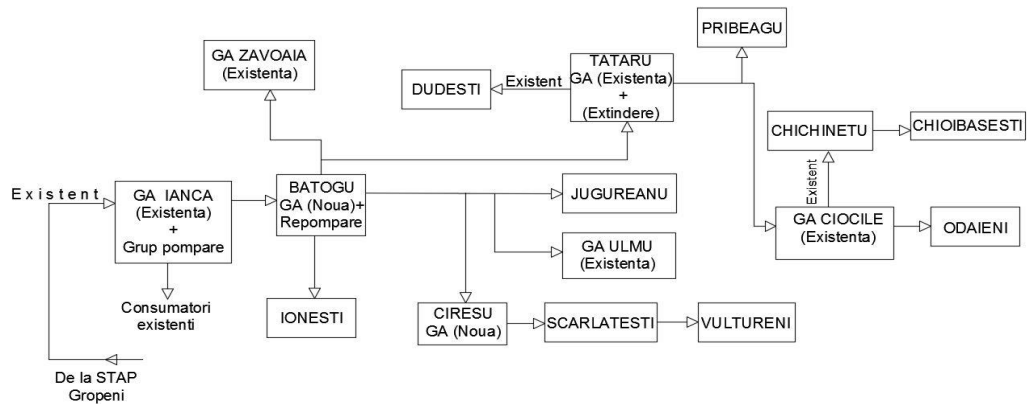 PRIBEAGU
GA ZAVOAIA
(Existenta)
TATARU
GA (Existenta)
+
(Extindere)
Existent
DUDESTI
CHICHINETU
CHIOIBASESTI
Existent
Existent
GA IANCA
(Existenta)
+
Grup pompare
BATOGU
GA (Noua)+
Repompare
JUGUREANU
GA CIOCILE
(Existenta)
ODAIENI
GA ULMU
(Existenta)
Consumatori
existenti
IONESTI
CIRESU
GA (Noua)
SCARLATESTI
VULTURENI
De la STAP
Gropeni